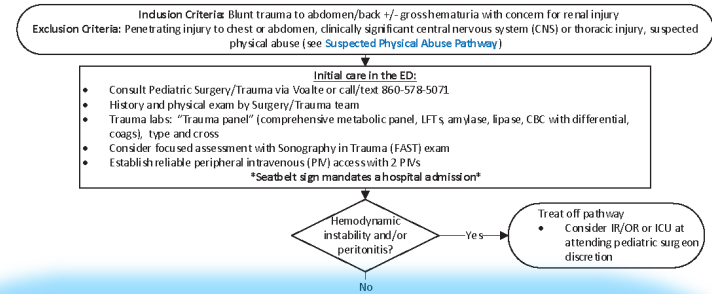 Inclusion Criteria: Blunt trauma to abdomen/back +/- gross hematuria with concern for renal injury
Exclusion Criteria: Penetrating injury to chest or abdomen, clinically significant central nervous system (CNS) or thoracic injury, suspected
physical abuse (see Suspected Physical Abuse Pathway)
Initial care in the ED:
• Consult Pediatric Surgery/Trauma via Voalte or call/text 860-578-5071
• History and physical exam by Surgery/Trauma team
• Trauma labs: "Trauma panel" (comprehensive metabolic panel, LFTs, amylase, lipase, CBC with differential,
coags), type and cross
• Consider focused assessment with Sonography in Trauma (FAST) exam
• Establish reliable peripheral intravenous (PIV) access with 2 PIVs
*Seatbelt sign mandates a hospital admission*
Hemodynamic
instability and/or
peritonitis?
Yes
Treat off pathway
• Consider IR/OR or ICU at
attending pediatric surgeon
discretion
No